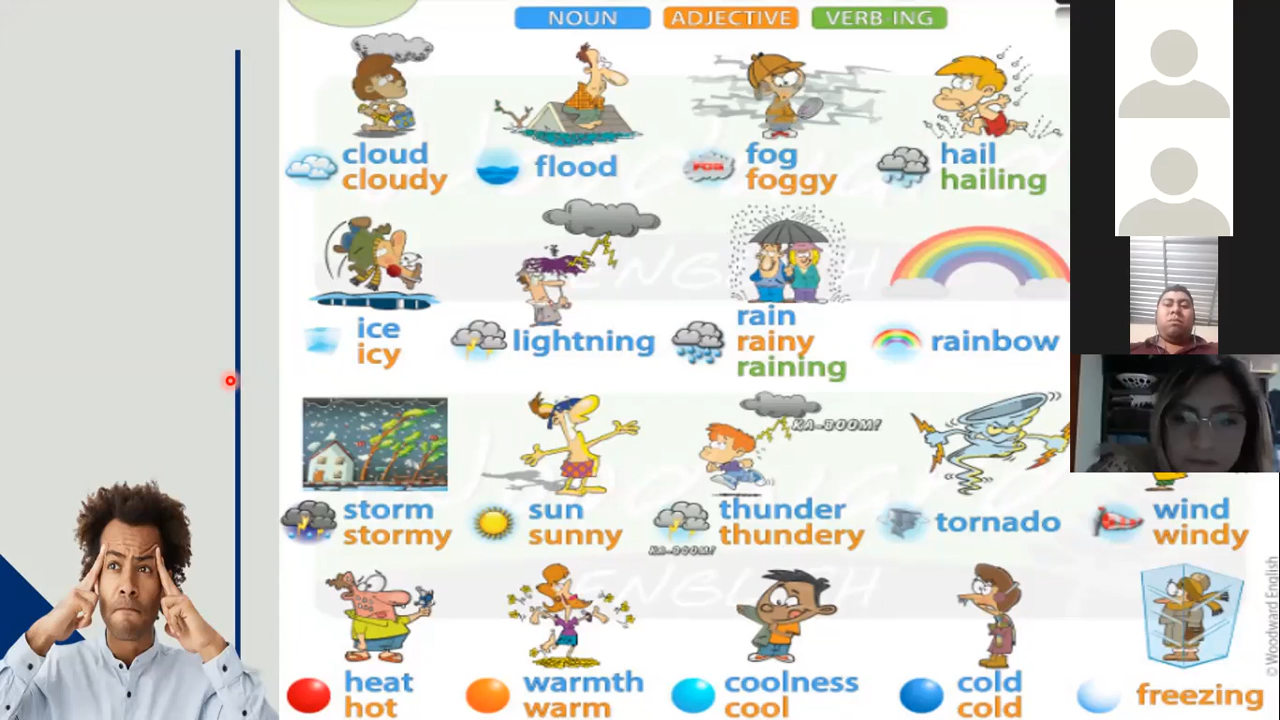 NOUN ADJECTIVE VERB-ING
cloud
cloudy
flood
fog
foggy
hail
hailing
ice
icy
lightning
rain
rainy
raining
rainbow
KA-BOOM!
storm
stormy
sun
sunny
thunder
thundery
KA-BOOM!
tornado
wind
windy
heat
hot
warmth
warm
coolness
cool
cold
cold
freezing
© Woodward English